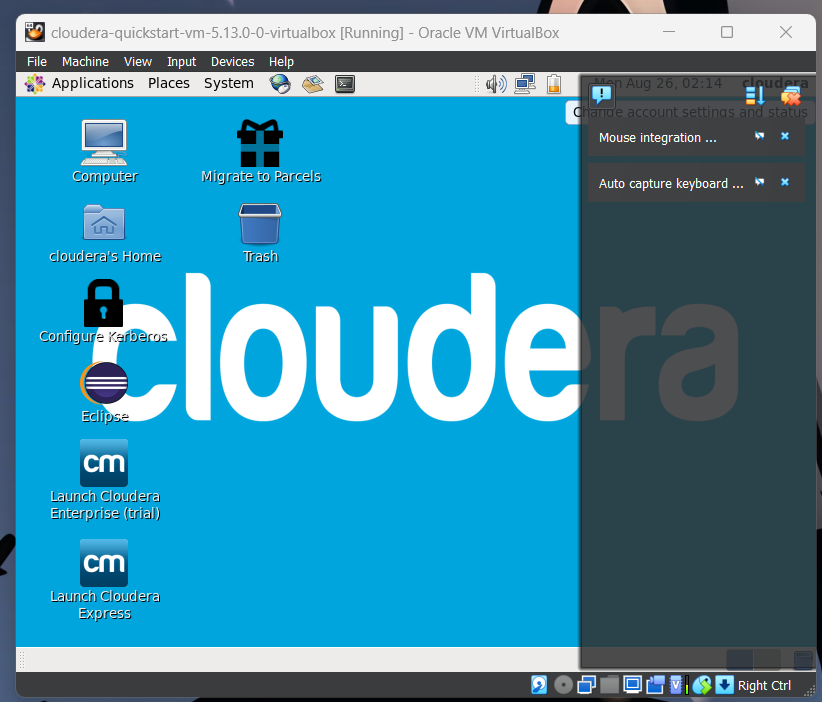 cloudera-quickstart-vm-5.13.0-0-virtualbox [Running] - Oracle VM VirtualBox
File Machine View Input Devices Help
Applications Places System
Mon Aug 26, 02:14 cloudera
Change account settings and status
Mouse integration ...
Auto capture keyboard ...
Computer
Migrate to Parcels
cloudera's Home
Trash
Configure Kerberos
Eclipse
cm
Launch Cloudera
Enterprise (trial)
cm
Launch Cloudera
Express
cloudera
Right Ctrl